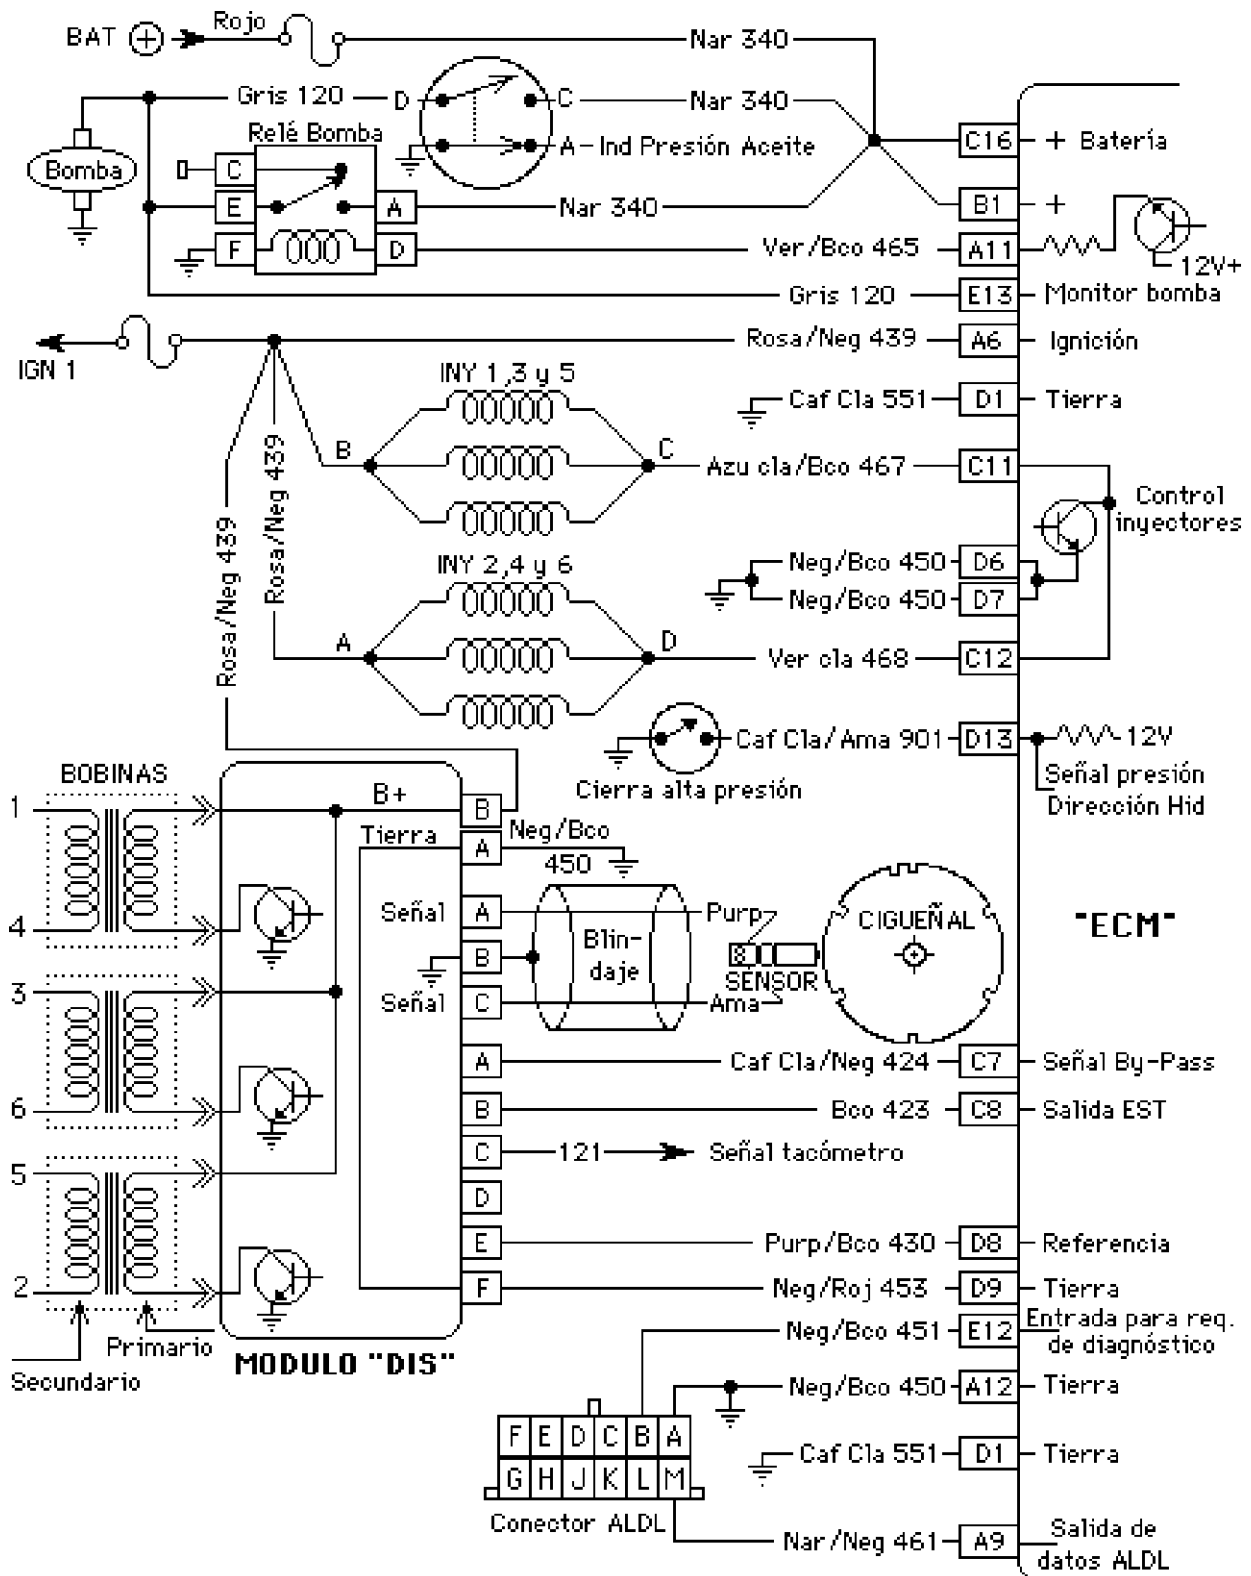 BAT + Rojo
Nar 340
Gris 120 D C Nar 340
Relé Bomba
A-Ind Presión Aceite
C16 + Batería
Bomba
C
E A Nar 340
B1 +
F D Ver/Bco 465 A11
12V+
Gris 120 E13 Monitor bomba
IGN 1
Rosa/Neg 439 A6 Ignición
INY 1,3 y 5
Caf Cla 551 D1 Tierra
B C Azu cla/Bco 467 C11
Rosa/Neg 439
Rosa/Neg 439
Control
inyectores
INY 2,4 y 6
Neg/Bco 450 D6
Neg/Bco 450 D7
A D Ver cla 468 C12
Caf Cla/Ama 901 D13 12V
Cierra alta presión
Señal presión
Dirección Hid
BOBINAS
1 B+ B
Tierra A Neg/Bco
450
4
Señal A Purp
B Blin-
daje
SENSOR
8
CIGUEÑAL
"ECM"
3
Señal C Ama
A Caf Cla/Neg 424 C7 Señal By-Pass
6 B Bco 423 C8 Salida EST
C 121 Señal tacómetro
5
D
E Purp/Bco 430 D8 Referencia
2 F Neg/Roj 453 D9 Tierra
Primario
Secundario
MODULO "DIS"
Neg/Bco 451 E12 Entrada para req.
de diagnóstico
Neg/Bco 450 A12 Tierra
F E D C B A
G H J K L M
Caf Cla 551 D1 Tierra
Conector ALDL
Nar/Neg 461 A9 Salida de
datos ALDL